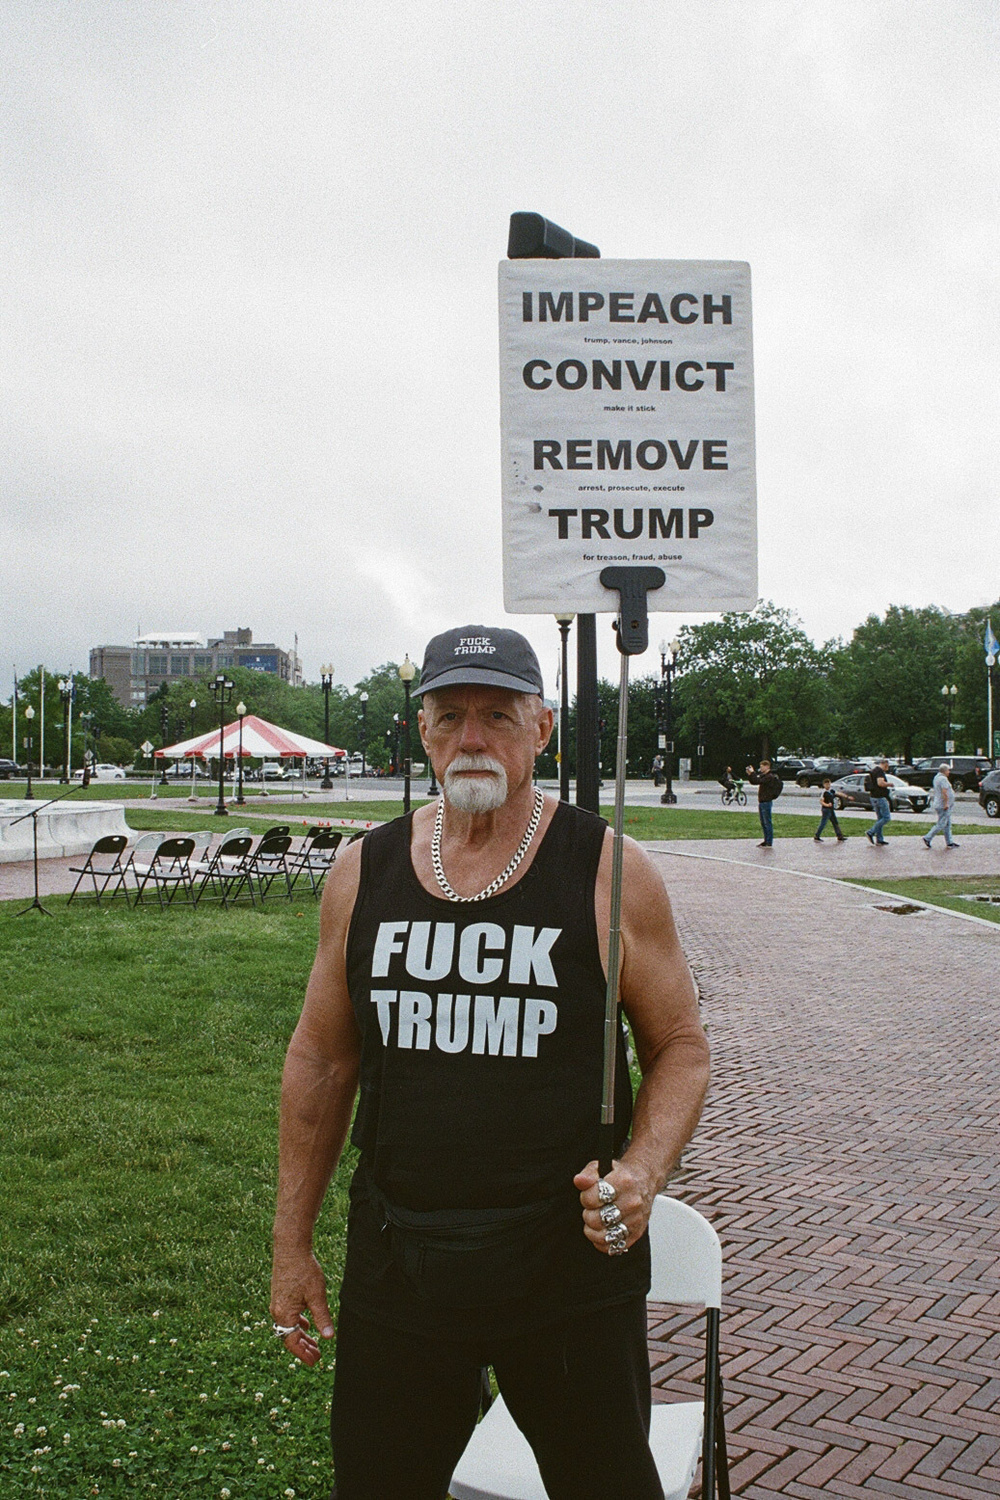 IMPEACH
trump, vance, johnson
CONVICT
make it stick
REMOVE
arrest, prosecute, execute
TRUMP
for treason, fraud, abuse
FUCK
TRUMP
FUCK
TRUMP